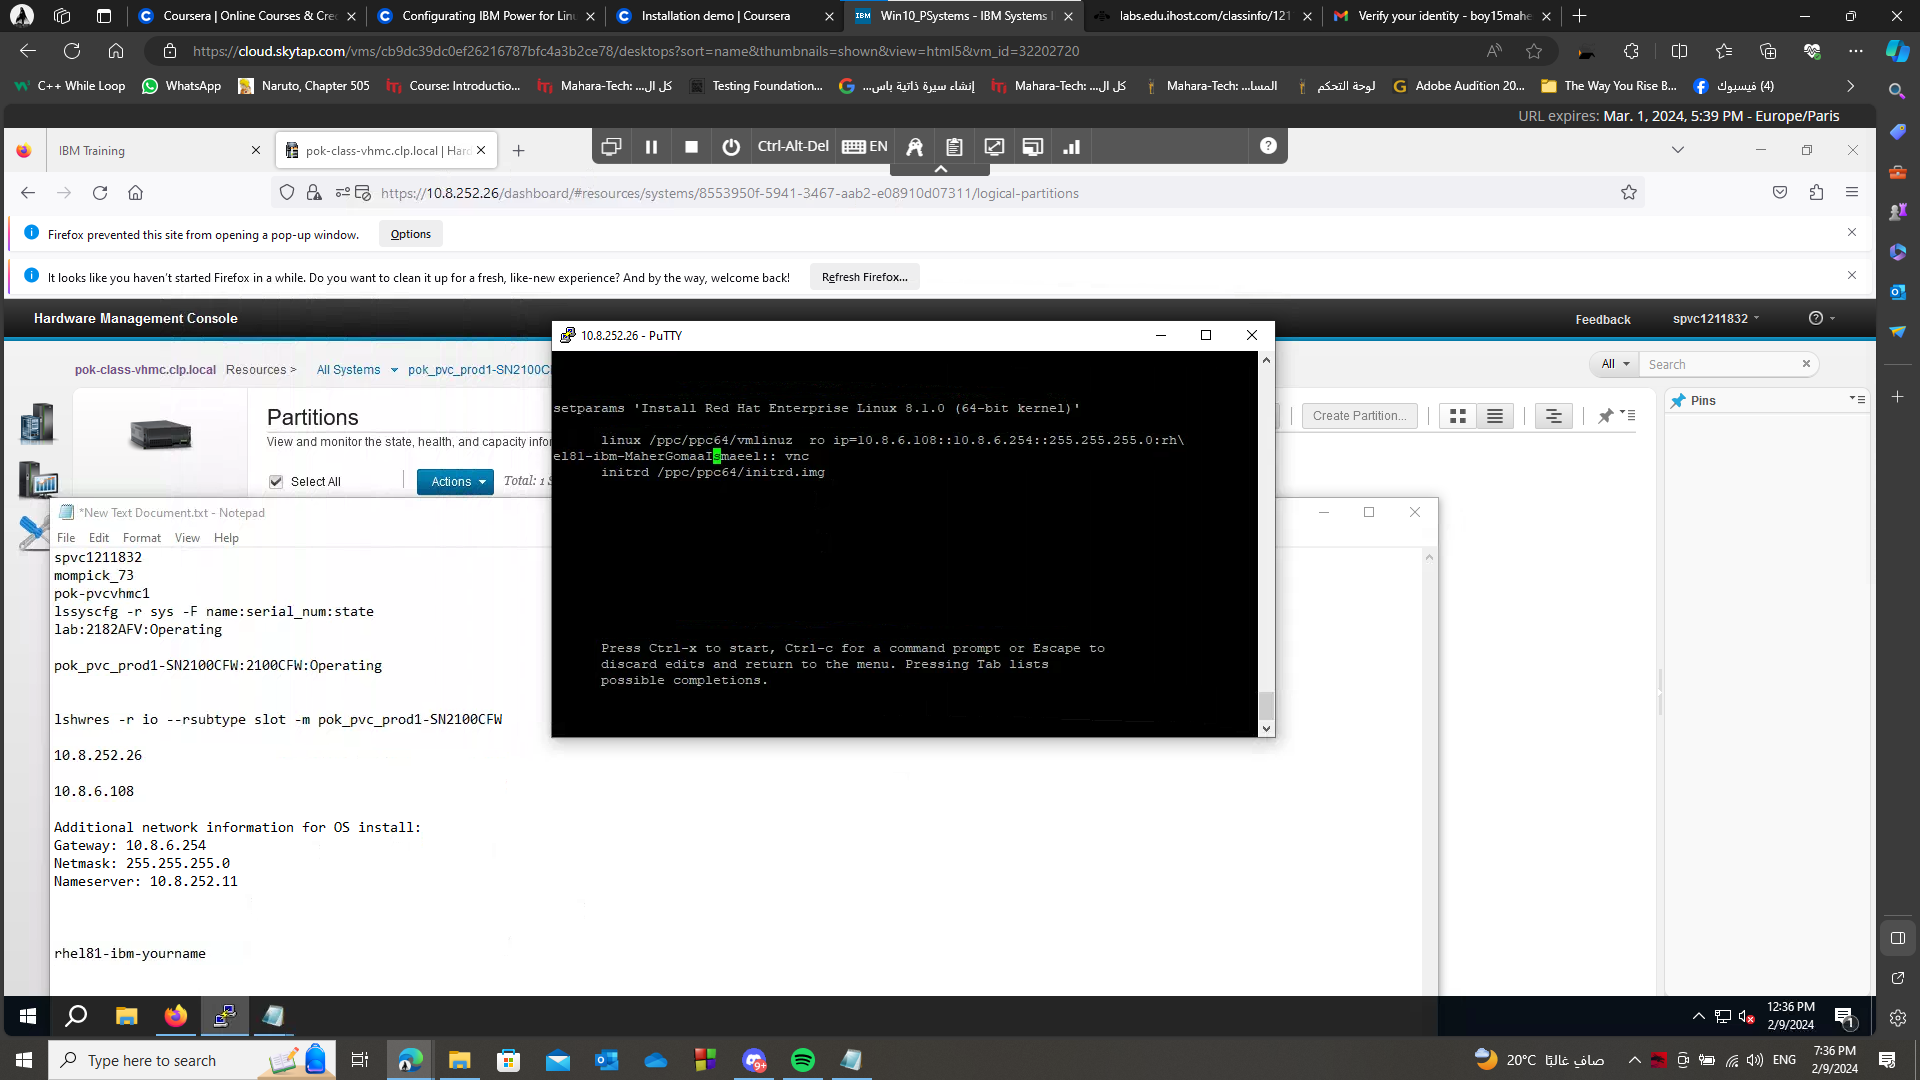 Coursera | Online Courses & Cre
Configuring IBM Power for Linu
Installation demo | Coursera
IBM
Win10_PSystems - IBM Systems
labs.edu.ihost.com/classinfo/121
Verify your identity - boy15mahe
https://cloud.skytap.com/vms/cb9dc39dc0ef26216787bfc4a3b2ce78/desktops?sort=name&thumbnails=shown&view=html5&vm_id=32202720
C++ While Loop
WhatsApp
Naruto, Chapter 505
Course: Introductio...
Mahara-Tech: كل ال...
Testing Foundation...
إنشاء سيرة ذاتية باس...
Mahara-Tech: كل ال...
Mahara-Tech: المسا...
لوحة التحكم
Adobe Audition 20...
The Way You Rise B...
(4) فيسبوك
URL expires: Mar. 1, 2024, 5:39 PM - Europe/Paris
IBM Training
pok-class-vhmc.clp.local | Hard
Ctrl-Alt-Del
EN
https://10.8.252.26/dashboard/#resources/systems/8553950f-5941-3467-aab2-e08910d07311/logical-partitions
Firefox prevented this site from opening a pop-up window.
Options
It looks like you haven't started Firefox in a while. Do you want to clean it up for a fresh, like-new experience? And by the way, welcome back!
Refresh Firefox...
Hardware Management Console
Feedback
spvc1211832
pok-class-vhmc.clp.local
Resources >
All Systems
pok_pvc_prod1-SN2100CF
All
Search
Partitions
View and monitor the state, health, and capacity infor
Create Partition...
Pins
Select All
Actions
Total: 1
10.8.252.26 - PuTTY
setparams 'Install Red Hat Enterprise Linux 8.1.0 (64-bit kernel)'
linux /ppc/ppc64/vmlinuz  ro ip=10.8.6.108::10.8.6.254::255.255.255.0:rh\
el81-ibm-MaherGomaaIsmaeel:: vnc
initrd /ppc/ppc64/initrd.img
Press Ctrl-x to start, Ctrl-c for a command prompt or Escape to
discard edits and return to the menu. Pressing Tab lists
possible completions.
*New Text Document.txt - Notepad
File Edit Format View Help
spvc1211832
mompick_73
pok-pvcvhmc1
lssyscfg -r sys -F name:serial_num:state
lab:2182AFV:Operating
pok_pvc_prod1-SN2100CFW:2100CFW:Operating
lshwres -r io --rsubtype slot -m pok_pvc_prod1-SN2100CFW
10.8.252.26
10.8.6.108
Additional network information for OS install:
Gateway: 10.8.6.254
Netmask: 255.255.255.0
Nameserver: 10.8.252.11
rhel81-ibm-yourname
12:36 PM
2/9/2024
1
Type here to search
9+
20°C صافي غالبًا
ENG
7:36 PM
2/9/2024